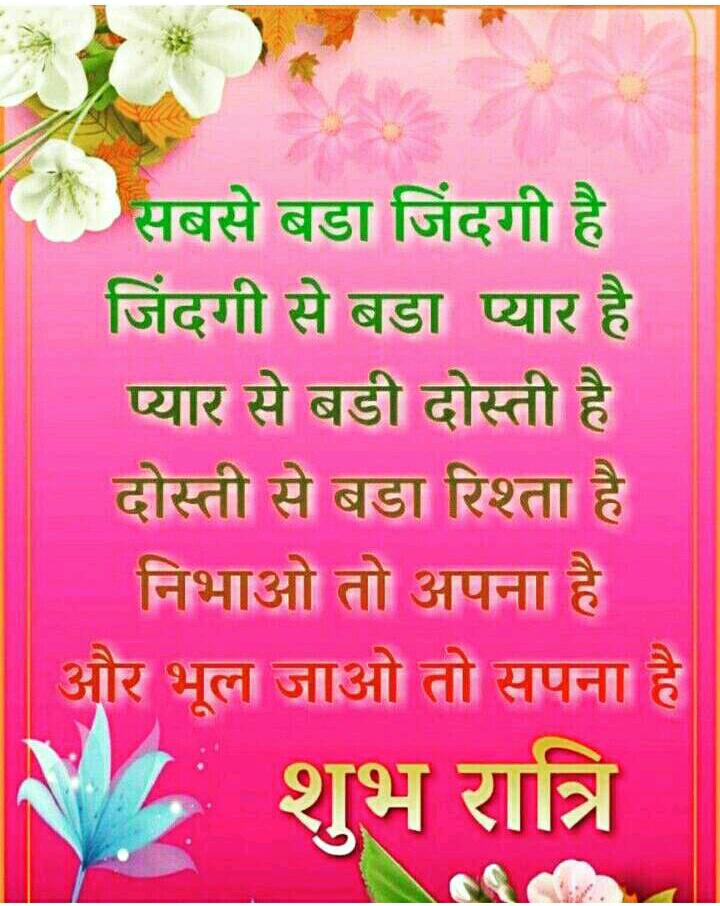 सबसे बडा जिंदगी है
जिंदगी से बडा प्यार है
प्यार से बडी दोस्ती है
दोस्ती से बडा रिश्ता है
निभाओ तो अपना है
और भूल जाओ तो सपना है
शुभ रात्रि